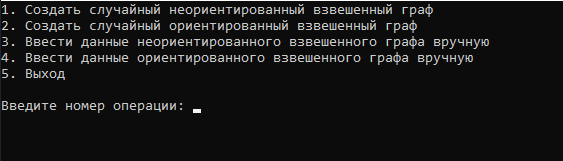 1. Создать случайный неориентированный взвешенный граф
2. Создать случайный ориентированный взвешенный граф
3. Ввести данные неориентированного взвешенного графа вручную
4. Ввести данные ориентированного взвешенного графа вручную
5. Выход
Введите номер операции: